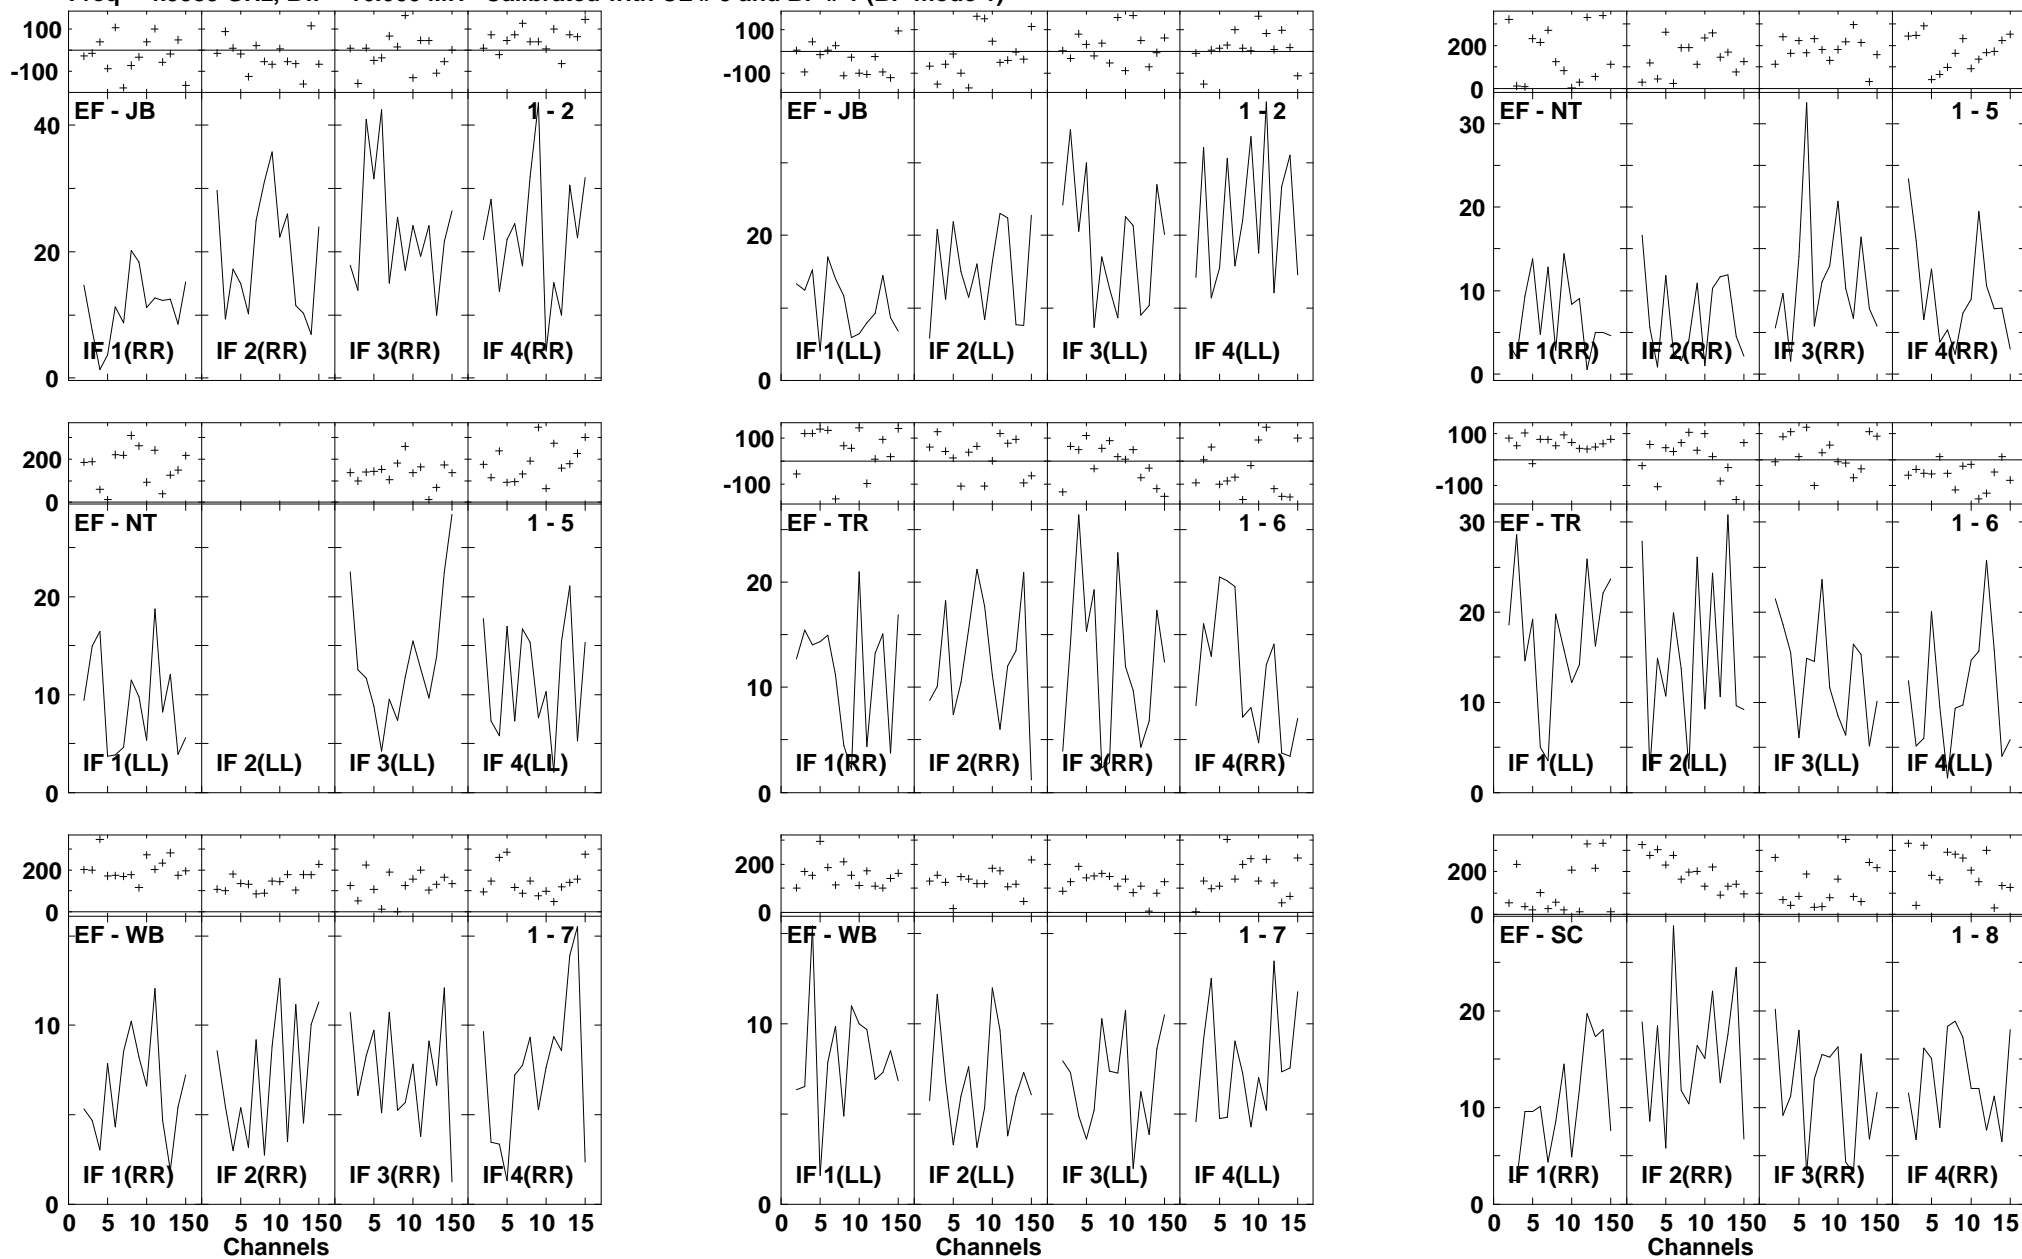 100
-100
EF - JB
1 - 2
40
20
0
IF 1(RR)
IF 2(RR)
IF 3(RR)
IF 4(RR)
100
-100
EF - JB
1 - 2
20
0
IF 1(LL)
IF 2(LL)
IF 3(LL)
IF 4(LL)
200
0
EF - NT
1 - 5
30
20
10
0
IF 1(RR)
IF 2(RR)
IF 3(RR)
IF 4(RR)
200
0
EF - NT
1 - 5
20
10
0
IF 1(LL)
IF 2(LL)
IF 3(LL)
IF 4(LL)
100
-100
EF - TR
1 - 6
20
10
0
IF 1(RR)
IF 2(RR)
IF 3(RR)
IF 4(RR)
100
-100
EF - TR
1 - 6
30
20
10
0
IF 1(LL)
IF 2(LL)
IF 3(LL)
IF 4(LL)
200
0
EF - WB
1 - 7
10
0
IF 1(RR)
IF 2(RR)
IF 3(RR)
IF 4(RR)
0 5 10 150 5 10 150 5 10 150 5 10 15
Channels
200
0
EF - WB
1 - 7
10
0
IF 1(LL)
IF 2(LL)
IF 3(LL)
IF 4(LL)
0 5 10 150 5 10 150 5 10 150 5 10 15
Channels
200
0
EF - SC
1 - 8
20
10
0
IF 1(RR)
IF 2(RR)
IF 3(RR)
IF 4(RR)
0 5 10 150 5 10 150 5 10 150 5 10 15
Channels